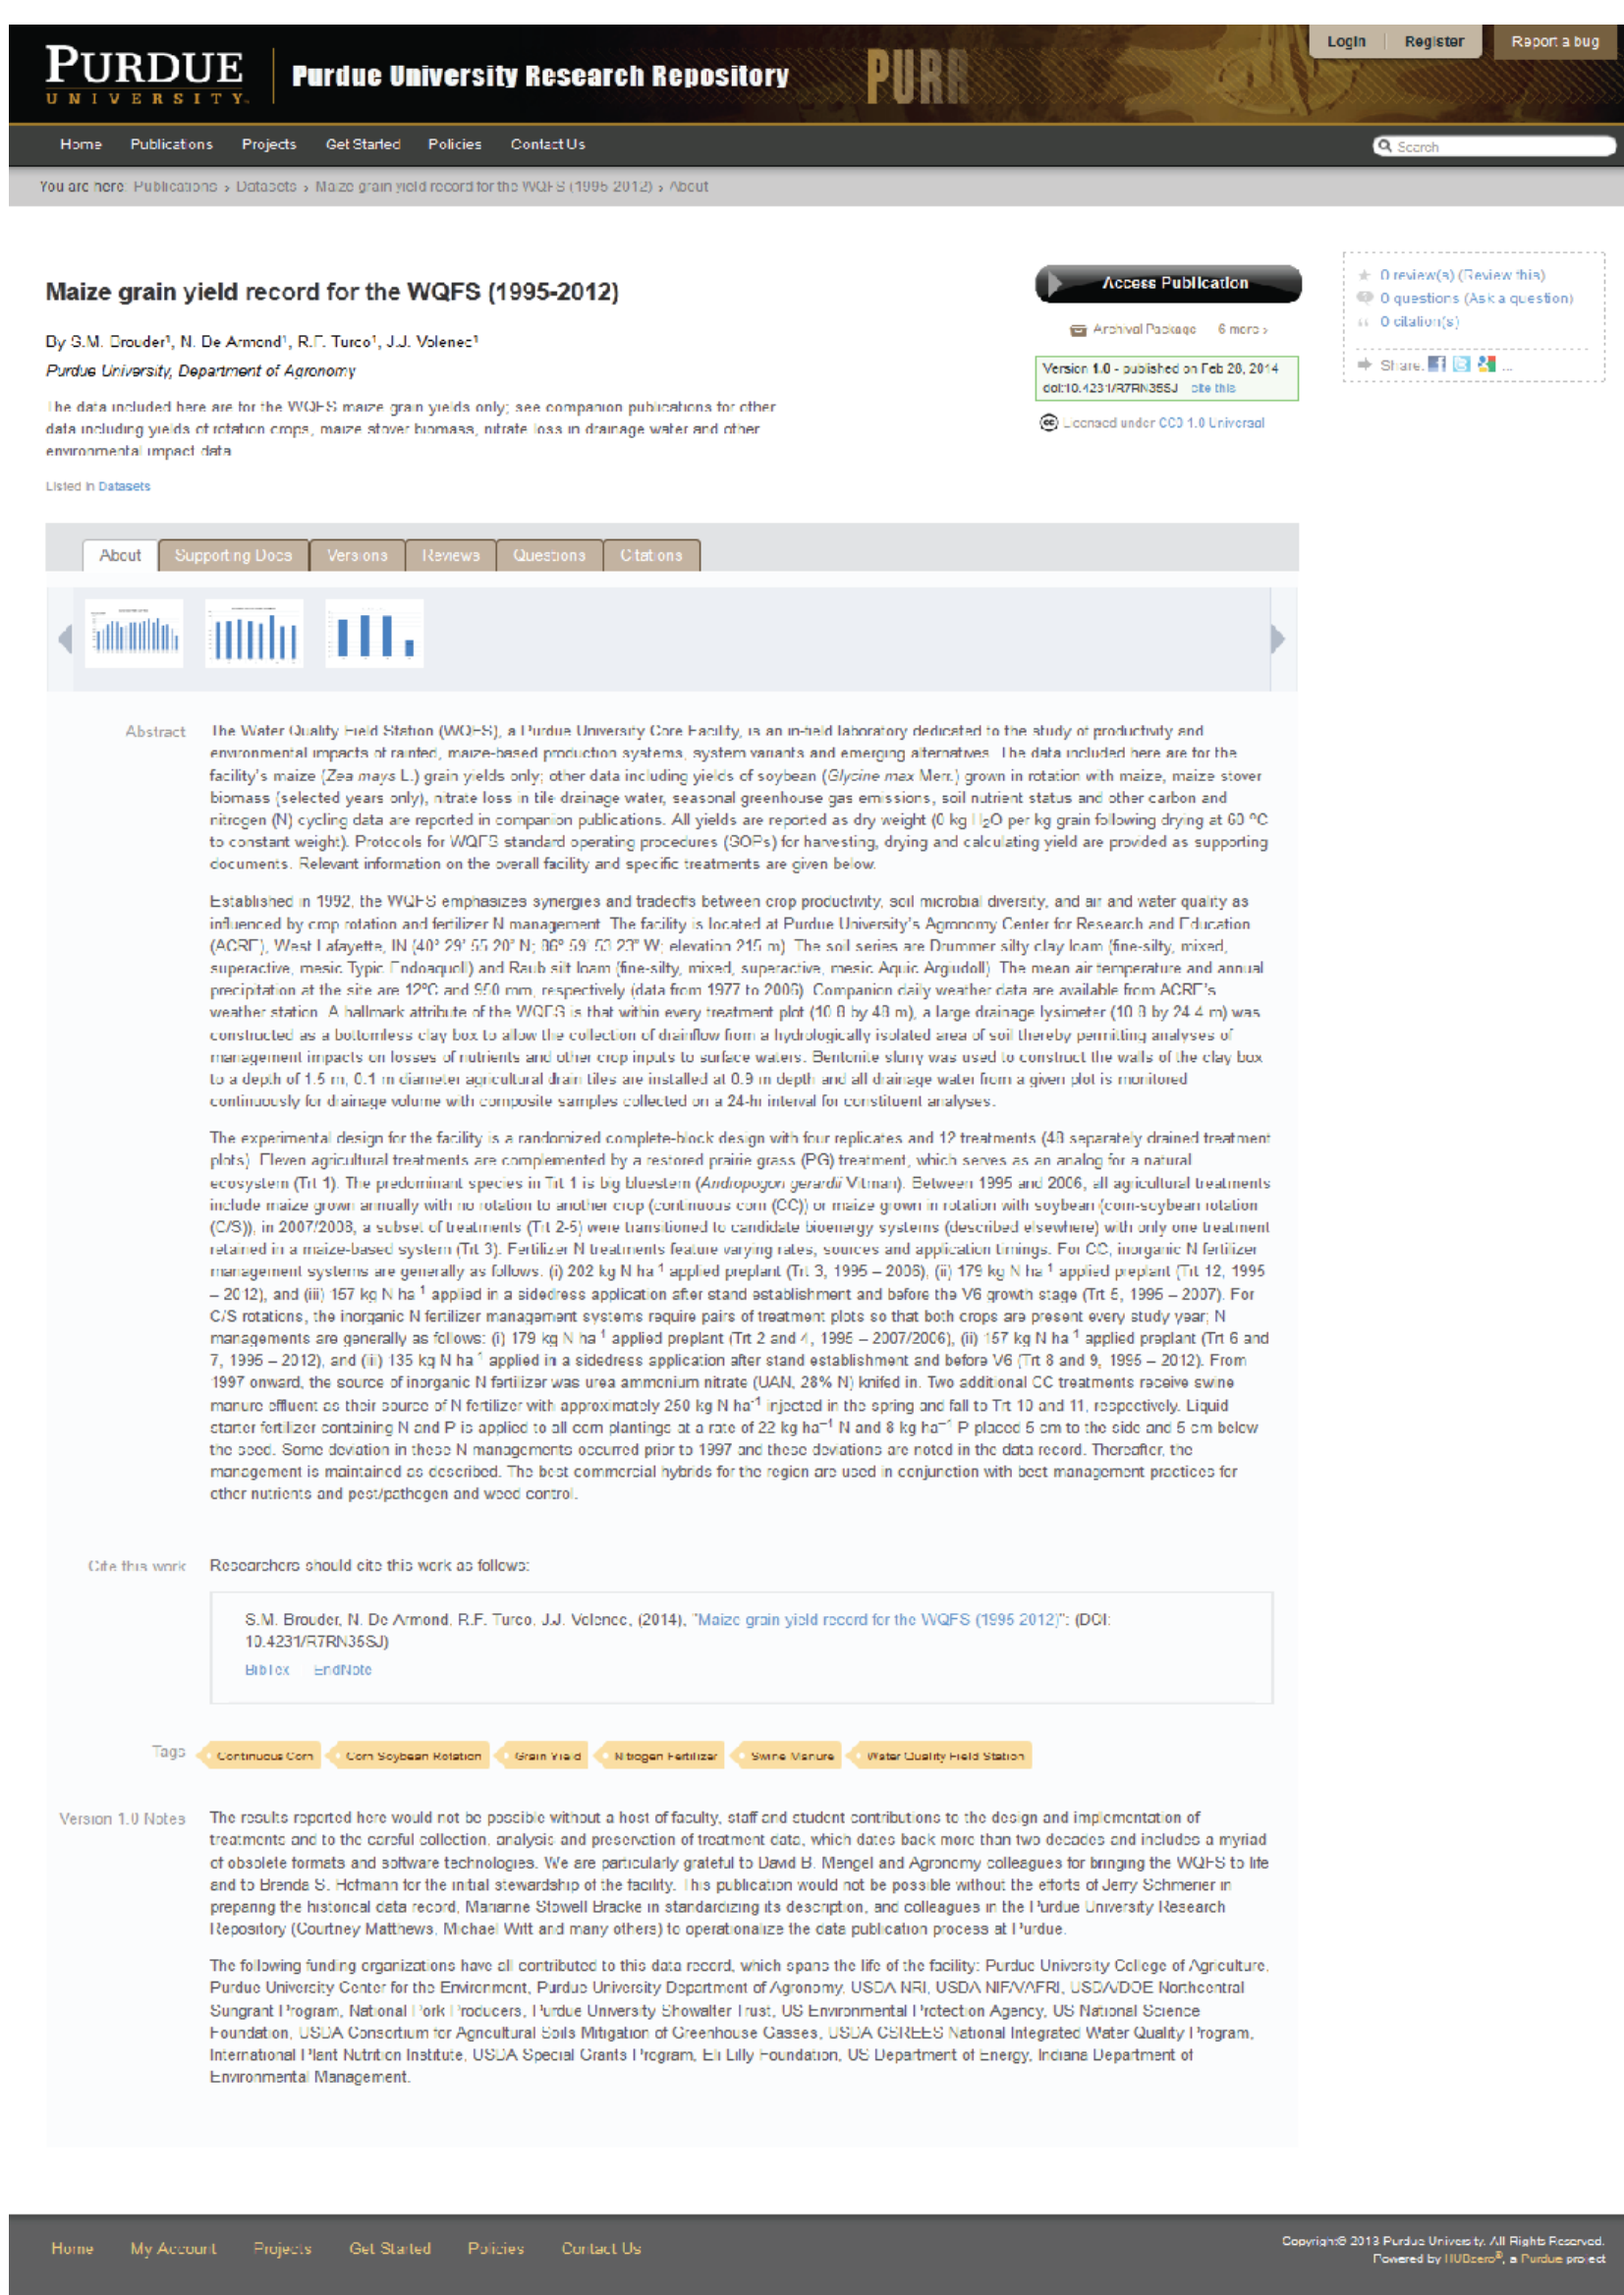 PURDUE
UNIVERSITY
Purdue University Research Repository
PURR
Login Register Report a bug
Home Publications Projects Get Started Policies Contact Us
Search
You are here: Publications › Datasets › Maize grain yield record for the WQFS (1995-2012) › About
Maize grain yield record for the WQFS (1995-2012)
By S.M. Brouder¹, N. De Armond¹, R.F. Turco¹, J.J. Volenec¹
Purdue University, Department of Agronomy
The data included here are for the WQFS maize grain yields only; see companion publications for other
data including yields of rotation crops, maize stover biomass, nitrate loss in drainage water and other
environmental impact data
Listed in Datasets
Access Publication
Archival Package 6 more ›
Version 1.0 - published on Feb 28, 2014
doi:10.4231/R7RN35SJ cite this
Licensed under CC0 1.0 Universal
0 review(s) (Review this)
0 questions (Ask a question)
0 citation(s)
Share: ...
About Supporting Docs Versions Reviews Questions Citations
Abstract
The Water Quality Field Station (WQFS), a Purdue University Core Facility, is an in-field laboratory dedicated to the study of productivity and
environmental impacts of rainfed, maize-based production systems, system variants and emerging alternatives. The data included here are for the
facility's maize (Zea mays L.) grain yields only; other data including yields of soybean (Glycine max Merr.) grown in rotation with maize, maize stover
biomass (selected years only), nitrate loss in tile drainage water, seasonal greenhouse gas emissions, soil nutrient status and other carbon and
nitrogen (N) cycling data are reported in companion publications. All yields are reported as dry weight (0 kg H₂O per kg grain following drying at 60 ºC
to constant weight). Protocols for WQFS standard operating procedures (SOPs) for harvesting, drying and calculating yield are provided as supporting
documents. Relevant information on the overall facility and specific treatments are given below.
Established in 1992, the WQFS emphasizes synergies and tradeoffs between crop productivity, soil microbial diversity, and air and water quality as
influenced by crop rotation and fertilizer N management. The facility is located at Purdue University's Agronomy Center for Research and Education
(ACRE), West Lafayette, IN (40º 29' 55.20" N; 86º 59' 53.23" W; elevation 215 m). The soil series are Drummer silty clay loam (fine-silty, mixed,
superactive, mesic Typic Endoaquoll) and Raub silt loam (fine-silty, mixed, superactive, mesic Aquic Argiudoll). The mean air temperature and annual
precipitation at the site are 12ºC and 950 mm, respectively (data from 1977 to 2006). Companion daily weather data are available from ACRE's
weather station. A hallmark attribute of the WQFS is that within every treatment plot (10.8 by 48 m), a large drainage lysimeter (10.8 by 24.4 m) was
constructed as a bottomless clay box to allow the collection of drainflow from a hydrologically isolated area of soil thereby permitting analyses of
management impacts on losses of nutrients and other crop inputs to surface waters. Bentonite slurry was used to construct the walls of the clay box
to a depth of 1.5 m, 0.1 m diameter agricultural drain tiles are installed at 0.9 m depth and all drainage water from a given plot is monitored
continuously for drainage volume with composite samples collected on a 24-hr interval for constituent analyses.
The experimental design for the facility is a randomized complete-block design with four replicates and 12 treatments (48 separately drained treatment
plots). Eleven agricultural treatments are complemented by a restored prairie grass (PG) treatment, which serves as an analog for a natural
ecosystem (Trt 1). The predominant species in Trt 1 is big bluestem (Andropogon gerardii Vitman). Between 1995 and 2006, all agricultural treatments
include maize grown annually with no rotation to another crop (continuous corn (CC)) or maize grown in rotation with soybean (corn-soybean rotation
(C/S)), in 2007/2008, a subset of treatments (Trt 2-5) were transitioned to candidate bioenergy systems (described elsewhere) with only one treatment
retained in a maize-based system (Trt 3). Fertilizer N treatments feature varying rates, sources and application timings. For CC, inorganic N fertilizer
management systems are generally as follows: (i) 202 kg N ha⁻¹ applied preplant (Trt 3, 1995 – 2006), (ii) 179 kg N ha⁻¹ applied preplant (Trt 12, 1995
– 2012), and (iii) 157 kg N ha⁻¹ applied in a sidedress application after stand establishment and before the V6 growth stage (Trt 5, 1995 – 2007). For
C/S rotations, the inorganic N fertilizer management systems require pairs of treatment plots so that both crops are present every study year; N
managements are generally as follows: (i) 179 kg N ha⁻¹ applied preplant (Trt 2 and 4, 1995 – 2007/2006), (ii) 157 kg N ha⁻¹ applied preplant (Trt 6 and
7, 1995 – 2012), and (iii) 135 kg N ha⁻¹ applied in a sidedress application after stand establishment and before V6 (Trt 8 and 9, 1995 – 2012). From
1997 onward, the source of inorganic N fertilizer was urea ammonium nitrate (UAN, 28% N) knifed in. Two additional CC treatments receive swine
manure effluent as their source of N fertilizer with approximately 250 kg N ha⁻¹ injected in the spring and fall to Trt 10 and 11, respectively. Liquid
starter fertilizer containing N and P is applied to all corn plantings at a rate of 22 kg ha⁻¹ N and 8 kg ha⁻¹ P placed 5 cm to the side and 5 cm below
the seed. Some deviation in these N managements occurred prior to 1997 and these deviations are noted in the data record. Thereafter, the
management is maintained as described. The best commercial hybrids for the region are used in conjunction with best management practices for
other nutrients and pest/pathogen and weed control.
Cite this work
Researchers should cite this work as follows:
S.M. Brouder, N. De Armond, R.F. Turco, J.J. Volenec, (2014), "Maize grain yield record for the WQFS (1995-2012)": (DOI:
10.4231/R7RN35SJ)
BibTex EndNote
Tags
Continuous Corn Corn Soybean Rotation Grain Yield Nitrogen Fertilizer Swine Manure Water Quality Field Station
Version 1.0 Notes
The results reported here would not be possible without a host of faculty, staff and student contributions to the design and implementation of
treatments and to the careful collection, analysis and preservation of treatment data, which dates back more than two decades and includes a myriad
of obsolete formats and software technologies. We are particularly grateful to David B. Mengel and Agronomy colleagues for bringing the WQFS to life
and to Brenda S. Hofmann for the initial stewardship of the facility. This publication would not be possible without the efforts of Jerry Schmerier in
preparing the historical data record, Marianne Stowell Bracke in standardizing its description, and colleagues in the Purdue University Research
Repository (Courtney Matthews, Michael Witt and many others) to operationalize the data publication process at Purdue.
The following funding organizations have all contributed to this data record, which spans the life of the facility: Purdue University College of Agriculture,
Purdue University Center for the Environment, Purdue University Department of Agronomy, USDA NRI, USDA NIFA/AFRI, USDA/DOE Northcentral
Sungrant Program, National Pork Producers, Purdue University Showalter Trust, US Environmental Protection Agency, US National Science
Foundation, USDA Consortium for Agricultural Soils Mitigation of Greenhouse Gasses, USDA CSREES National Integrated Water Quality Program,
International Plant Nutrition Institute, USDA Special Grants Program, Eli Lilly Foundation, US Department of Energy, Indiana Department of
Environmental Management.
Home My Account Projects Get Started Policies Contact Us
Copyright© 2013 Purdue University. All Rights Reserved.
Powered by HUBzero®, a Purdue project